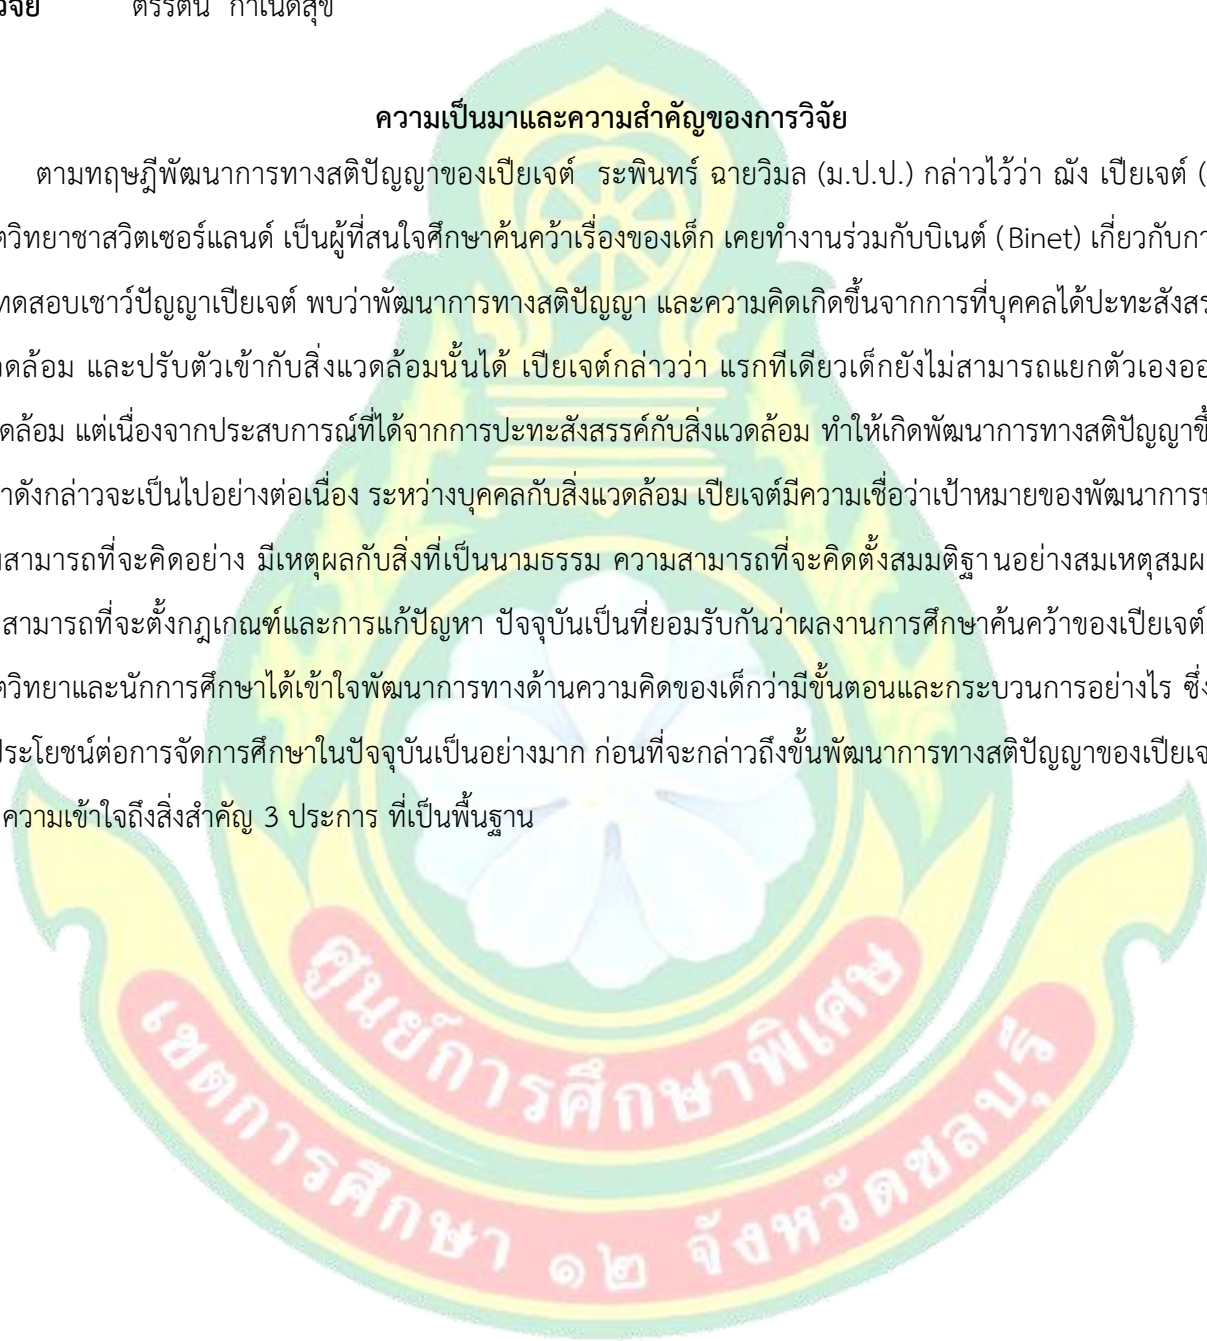 ตรีรัตน์ กำเนิดสุข
ความเป็นมาและความสำคัญของการวิจัย
ตามทฤษฎีพัฒนาการทางสติปัญญาของเปียเจต์ ระพินทร์ ฉายวิมล (ม.ป.ป.) กล่าวไว้ว่า ฌัง เปียเจต์ (
วิทยาชาสวิตเซอร์แลนด์ เป็นผู้ที่สนใจศึกษาค้นคว้าเรื่องของเด็ก เคยทำงานร่วมกับบิเนต์ (Binet) เกี่ยวกับกา
ทดสอบเชาว์ปัญญาเปียเจต์ พบว่าพัฒนาการทางสติปัญญา และความคิดเกิดขึ้นจากการที่บุคคลได้ปะทะสังสร
ดล้อม และปรับตัวเข้ากับสิ่งแวดล้อมนั้นได้ เปียเจต์กล่าวว่า แรกทีเดียวเด็กยังไม่สามารถแยกตัวเองออ
ดล้อม แต่เนื่องจากประสบการณ์ที่ได้จากการปะทะสังสรรค์กับสิ่งแวดล้อม ทำให้เกิดพัฒนาการทางสติปัญญาขึ้
าดังกล่าวจะเป็นไปอย่างต่อเนื่อง ระหว่างบุคคลกับสิ่งแวดล้อม เปียเจต์มีความเชื่อว่าเป้าหมายของพัฒนาการ
สามารถที่จะคิดอย่าง มีเหตุผลกับสิ่งที่เป็นนามธรรม ความสามารถที่จะคิดตั้งสมมติฐานอย่างสมเหตุสมผ
สามารถที่จะตั้งกฎเกณฑ์และการแก้ปัญหา ปัจจุบันเป็นที่ยอมรับกันว่าผลงานการศึกษาค้นคว้าของเปียเจต์
วิทยาและนักการศึกษาได้เข้าใจพัฒนาการทางด้านความคิดของเด็กว่ามีขั้นตอนและกระบวนการอย่างไร ซึ่ง
ประโยชน์ต่อการจัดการศึกษาในปัจจุบันเป็นอย่างมาก ก่อนที่จะกล่าวถึงขั้นพัฒนาการทางสติปัญญาของเปียเจ
ความเข้าใจถึงสิ่งสำคัญ 3 ประการ ที่เป็นพื้นฐาน
ศูนย์การศึกษาพิเศษ
เขตการศึกษา ๑๒ จังหวัดชลบุรี